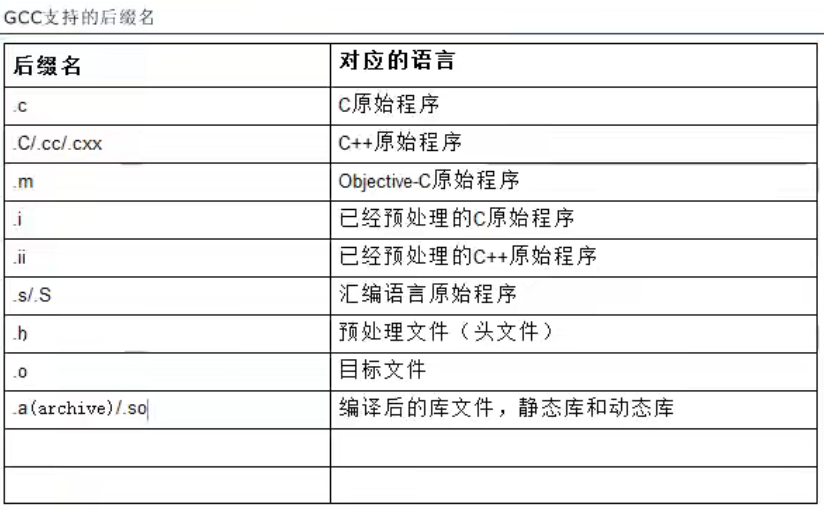 GCC支持的后缀名
后缀名 对应的语言
.c C原始程序
.C/.cc/.cxx C++原始程序
.m Objective-C原始程序
.i 已经预处理的C原始程序
.ii 已经预处理的C++原始程序
.s/.S 汇编语言原始程序
.h 预处理文件（头文件）
.o 目标文件
.a(archive)/.so 编译后的库文件，静态库和动态库